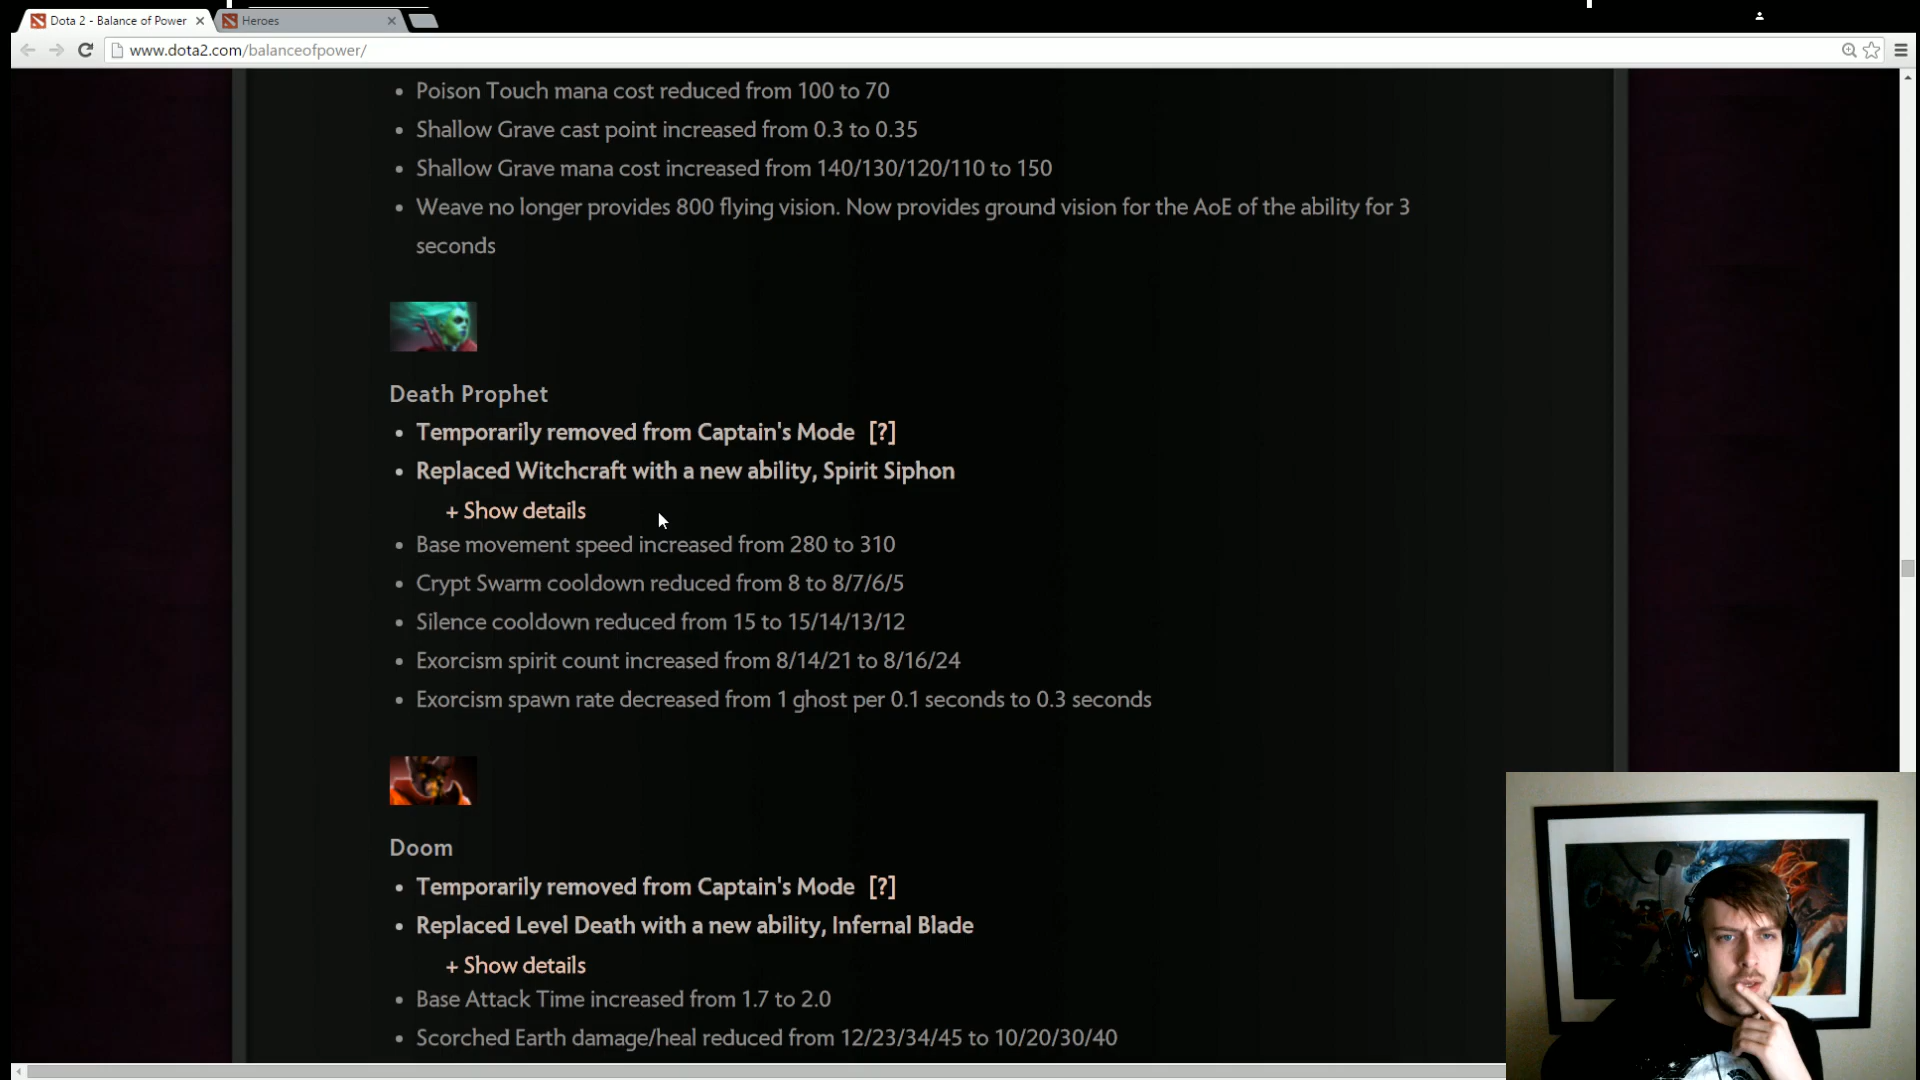 Dota 2 - Balance of Power
Heroes
www.dota2.com/balanceofpower/
Poison Touch mana cost reduced from 100 to 70
Shallow Grave cast point increased from 0.3 to 0.35
Shallow Grave mana cost increased from 140/130/120/110 to 150
Weave no longer provides 800 flying vision. Now provides ground vision for the AoE of the ability for 3
seconds
Death Prophet
Temporarily removed from Captain's Mode [?]
Replaced Witchcraft with a new ability, Spirit Siphon
+ Show details
Base movement speed increased from 280 to 310
Crypt Swarm cooldown reduced from 8 to 8/7/6/5
Silence cooldown reduced from 15 to 15/14/13/12
Exorcism spirit count increased from 8/14/21 to 8/16/24
Exorcism spawn rate decreased from 1 ghost per 0.1 seconds to 0.3 seconds
Doom
Temporarily removed from Captain's Mode [?]
Replaced Level Death with a new ability, Infernal Blade
+ Show details
Base Attack Time increased from 1.7 to 2.0
Scorched Earth damage/heal reduced from 12/23/34/45 to 10/20/30/40